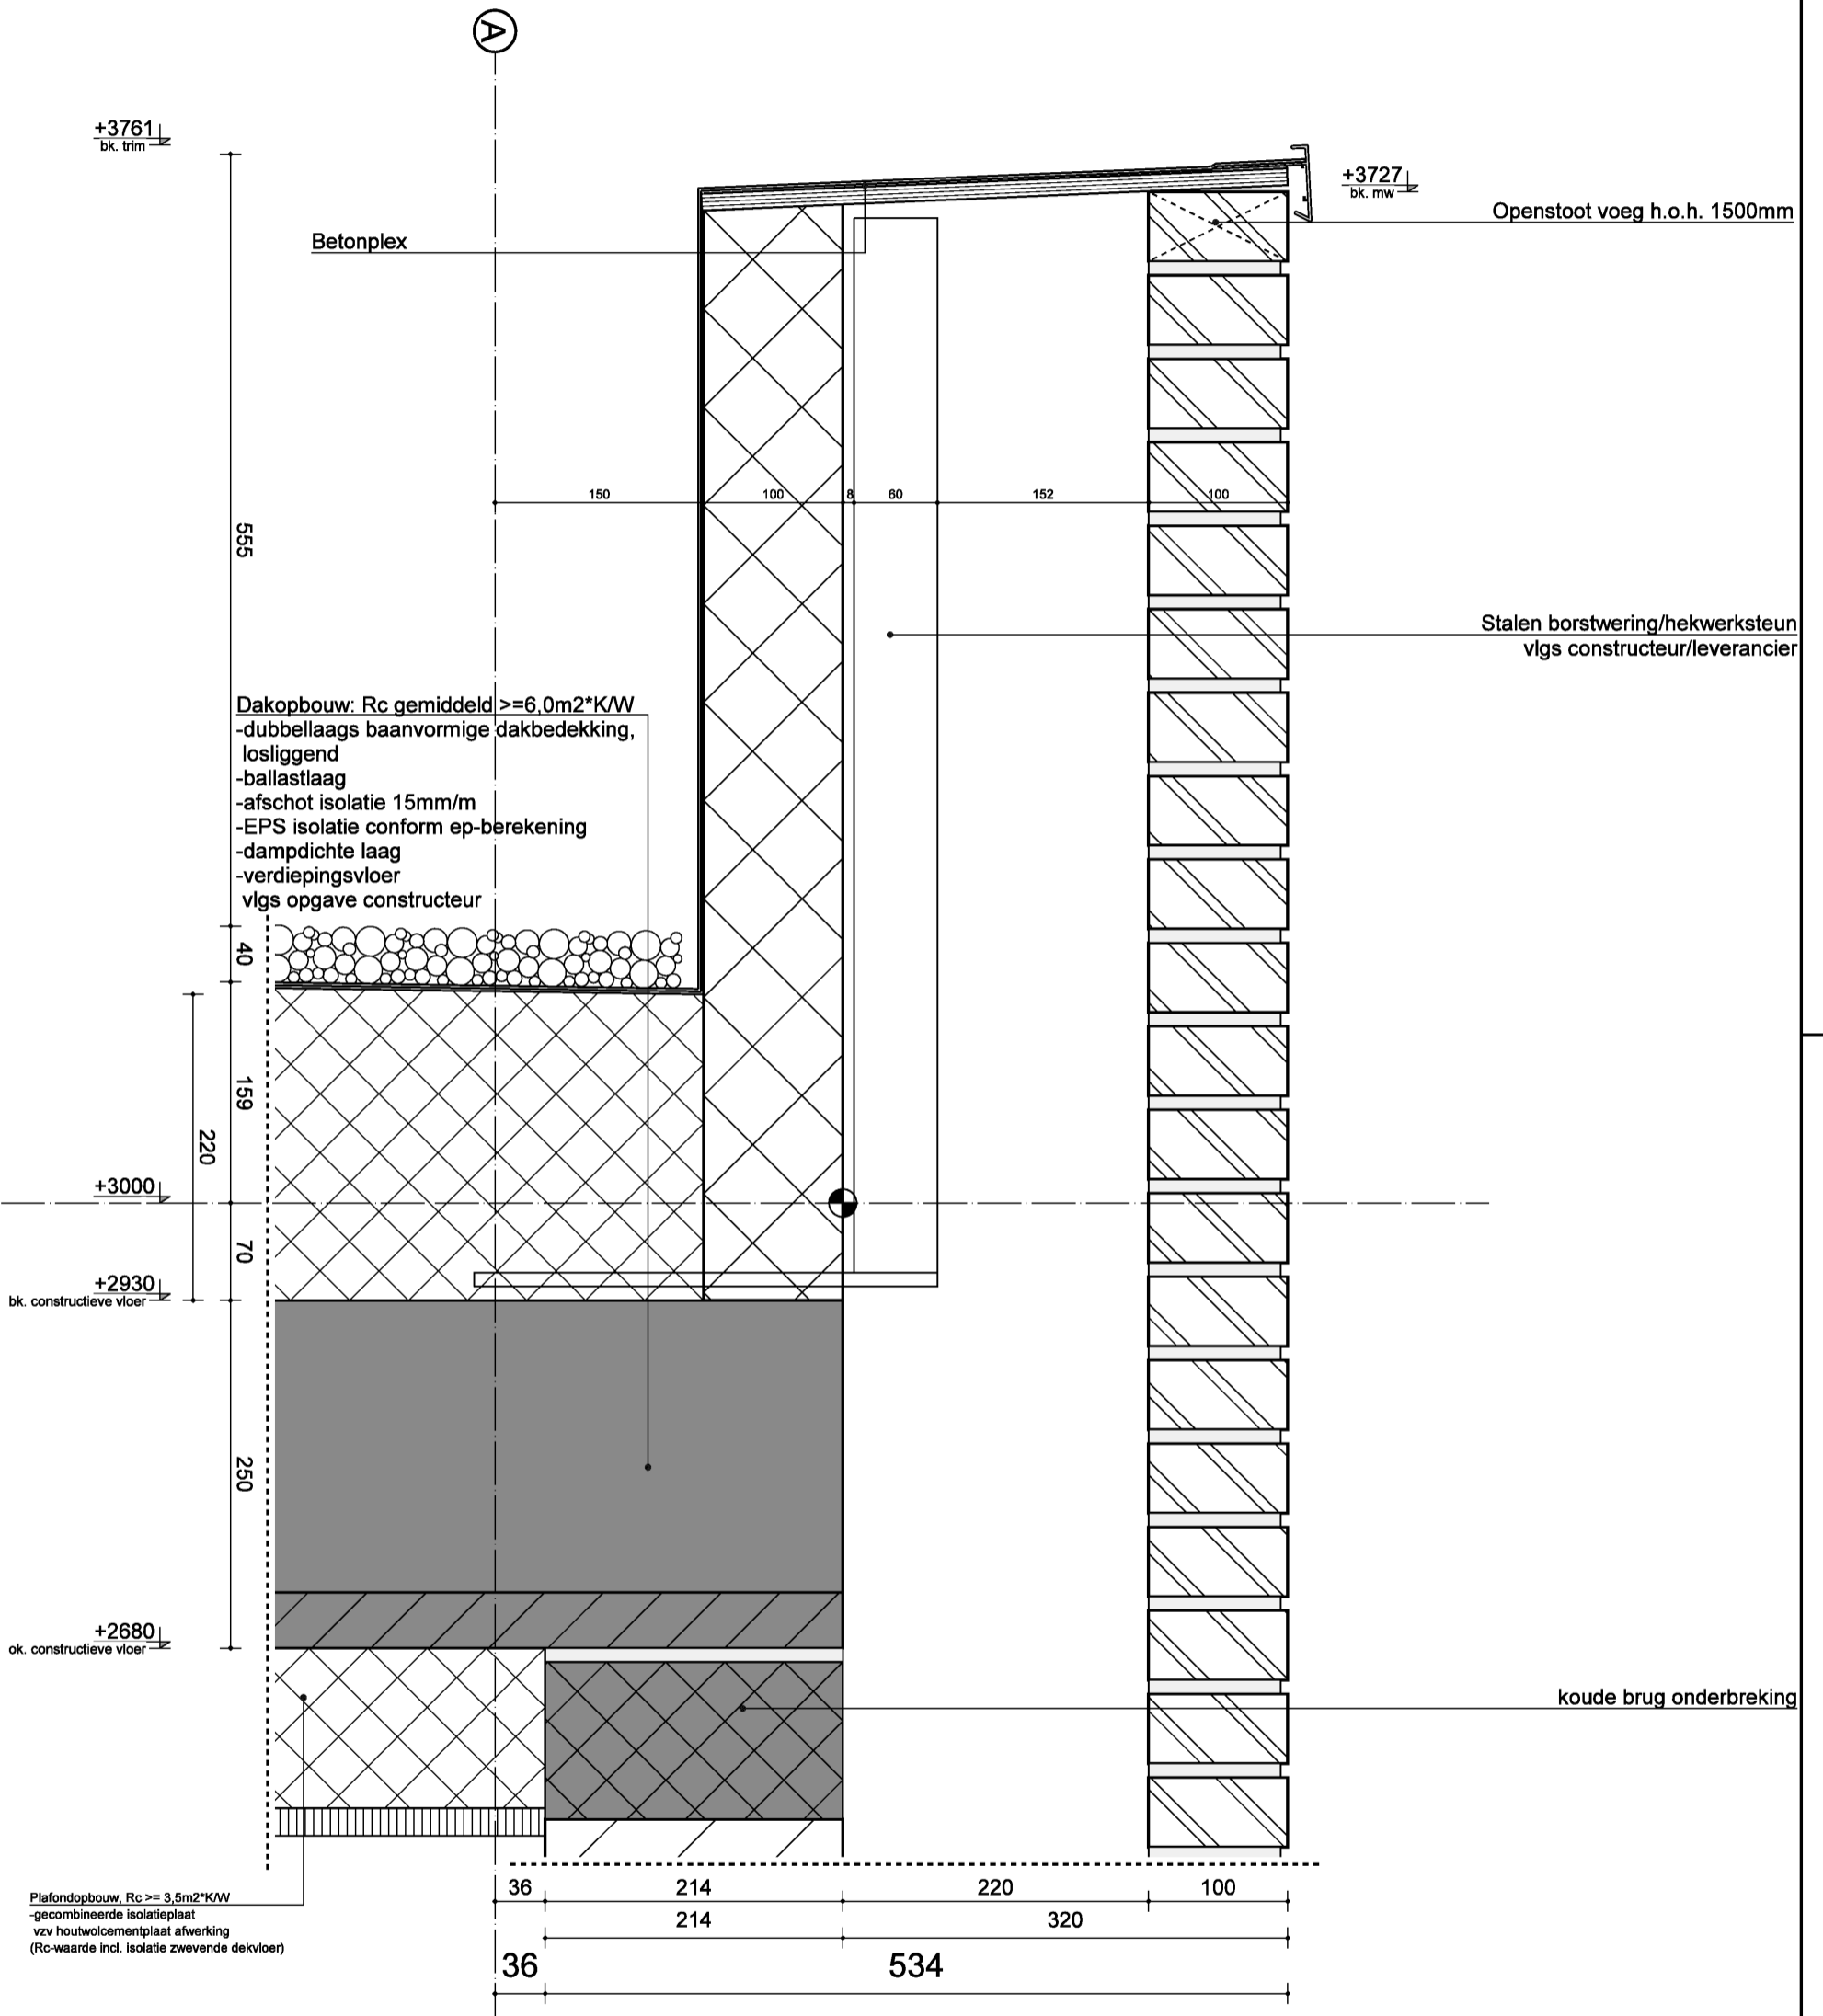 A
+3761
bk. trim
+3727
bk. mw
Openstoot voeg h.o.h. 1500mm
Betonplex
150
100
8
60
152
100
555
Stalen borstwering/hekwerksteun
vlgs constructeur/leverancier
Dakopbouw: Rc gemiddeld >=6,0m2*K/W
-dubbellaags baanvormige dakbedekking,
losliggend
-ballastlaag
-afschot isolatie 15mm/m
-EPS isolatie conform ep-berekening
-dampdichte laag
-verdiepingsvloer
vlgs opgave constructeur
40
159
220
+3000
70
+2930
bk. constructieve vloer
250
+2680
ok. constructieve vloer
koude brug onderbreking
Plafondopbouw, Rc >= 3,5m2*K/W
-gecombineerde isolatieplaat
vzv houtwolcementplaat afwerking
(Rc-waarde incl. isolatie zwevende dekvloer)
36
214
220
100
214
320
36
534